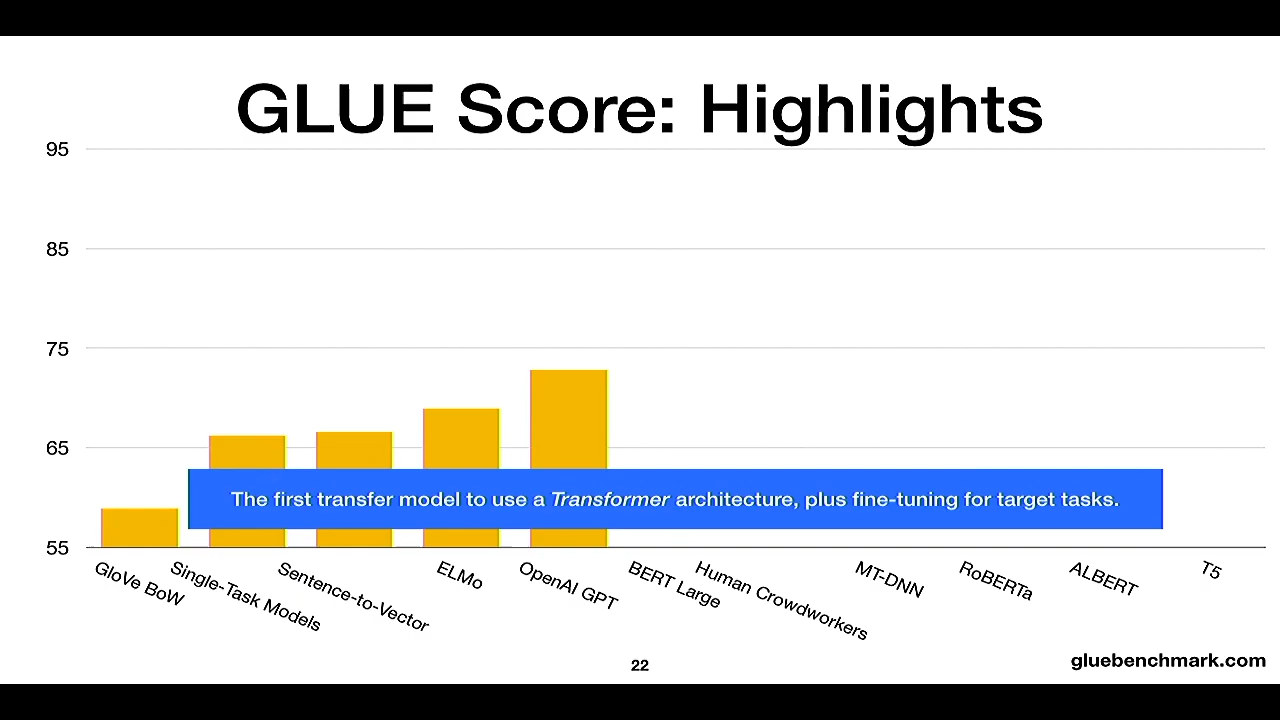 GLUE Score: Highlights
95
85
75
65
The first transfer model to use a Transformer architecture, plus fine-tuning for target tasks.
55
GloVe BoW
Single-Task Models
Sentence-to-Vector
ELMo
OpenAI GPT
BERT Large
Human Crowdworkers
MT-DNN
RoBERTa
ALBERT
T5
22
gluebenchmark.com